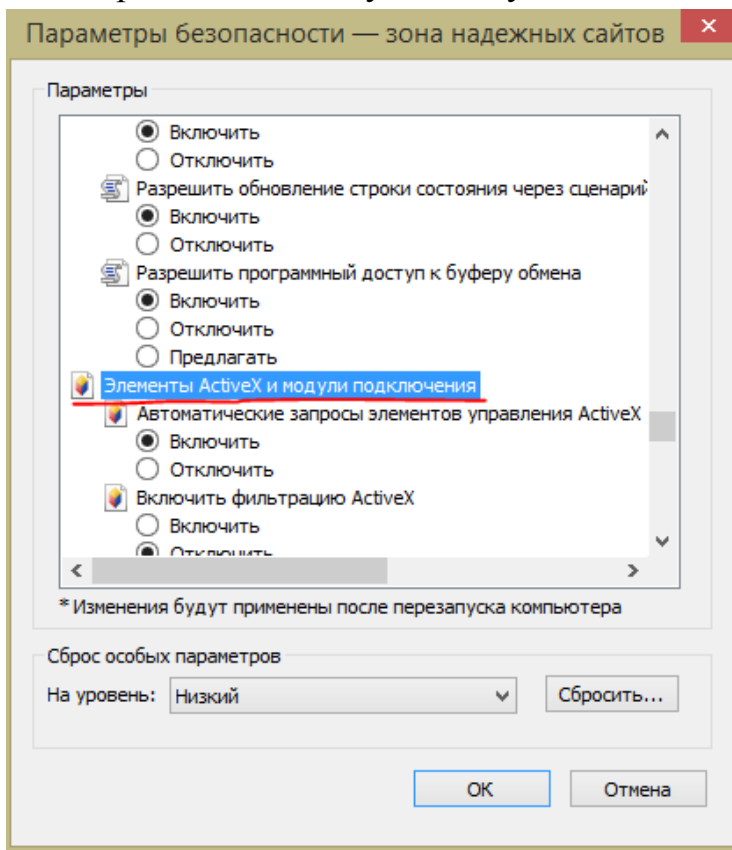 Параметры безопасности — зона надежных сайтов
Параметры
Включить
Отключить
Разрешить обновление строки состояния через сценарий
Включить
Отключить
Разрешить программный доступ к буферу обмена
Включить
Отключить
Предлагать
Элементы ActiveX и модули подключения
Автоматические запросы элементов управления ActiveX
Включить
Отключить
Включить фильтрацию ActiveX
Включить
Отключить
* Изменения будут применены после перезапуска компьютера
Сброс особых параметров
На уровень: Низкий Сбросить...
ОК Отмена